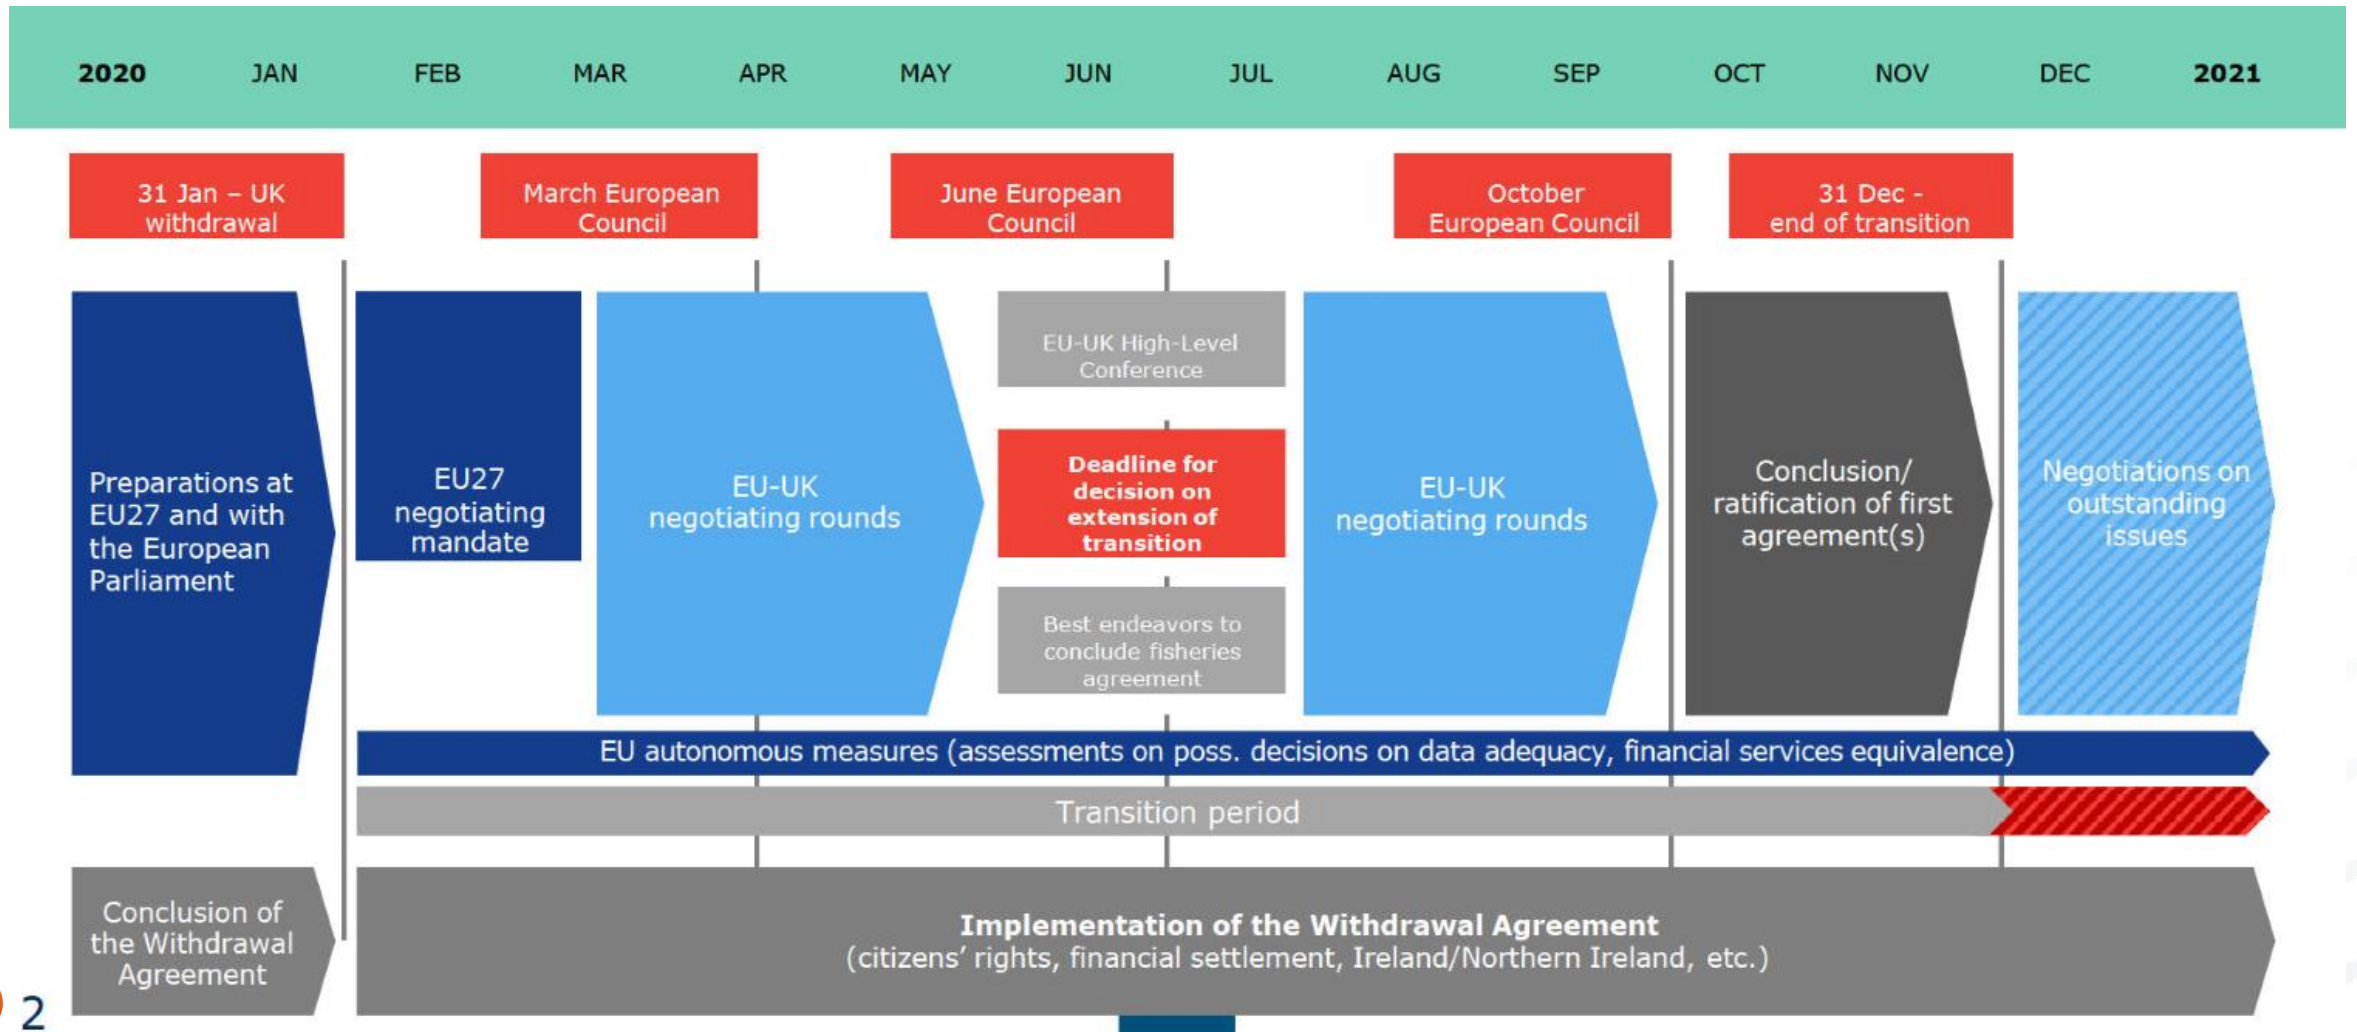 2020 JAN FEB MAR APR MAY JUN JUL AUG SEP OCT NOV DEC 2021
31 Jan – UK
withdrawal
March European
Council
June European
Council
October
European Council
31 Dec -
end of transition
Preparations at
EU27 and with
the European
Parliament
EU27
negotiating
mandate
EU-UK
negotiating rounds
EU-UK High-Level
Conference
Deadline for
decision on
extension of
transition
Best endeavors to
conclude fisheries
agreement
EU-UK
negotiating rounds
Conclusion/
ratification of first
agreement(s)
Negotiations on
outstanding
issues
EU autonomous measures (assessments on poss. decisions on data adequacy, financial services equivalence)
Transition period
Conclusion of
the Withdrawal
Agreement
Implementation of the Withdrawal Agreement
(citizens’ rights, financial settlement, Ireland/Northern Ireland, etc.)
2